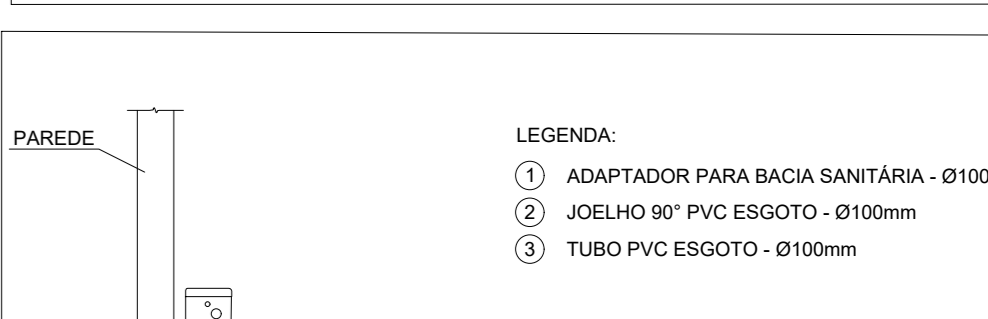 PAREDE
LEGENDA:
1 ADAPTADOR PARA BACIA SANITÁRIA - Ø100
2 JOELHO 90° PVC ESGOTO - Ø100mm
3 TUBO PVC ESGOTO - Ø100mm